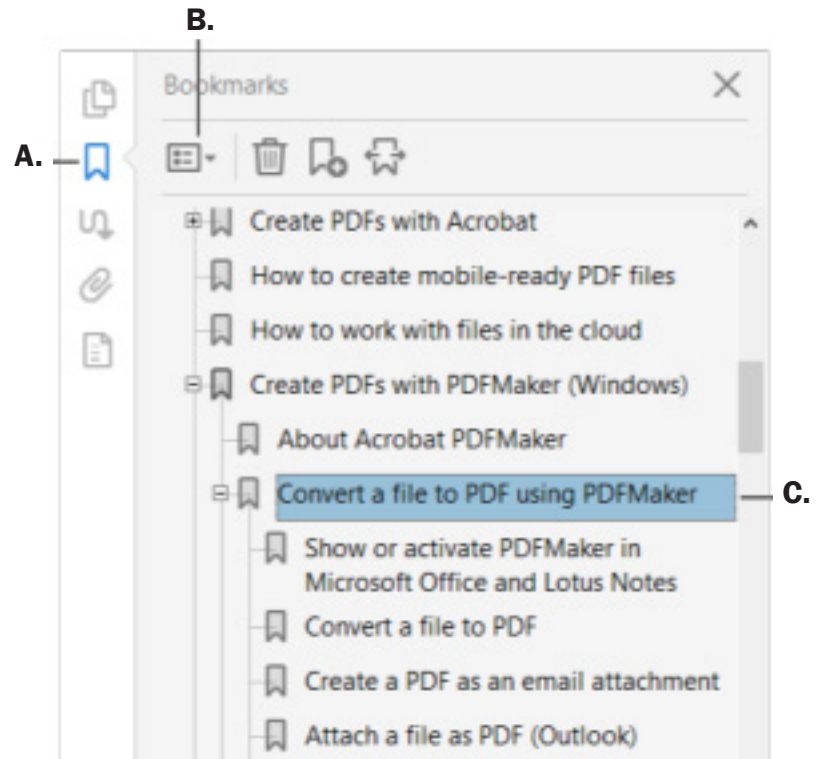 B.
Bookmarks
A.
Create PDFs with Acrobat
How to create mobile-ready PDF files
How to work with files in the cloud
Create PDFs with PDFMaker (Windows)
About Acrobat PDFMaker
Convert a file to PDF using PDFMaker
C.
Show or activate PDFMaker in
Microsoft Office and Lotus Notes
Convert a file to PDF
Create a PDF as an email attachment
Attach a file as PDF (Outlook)